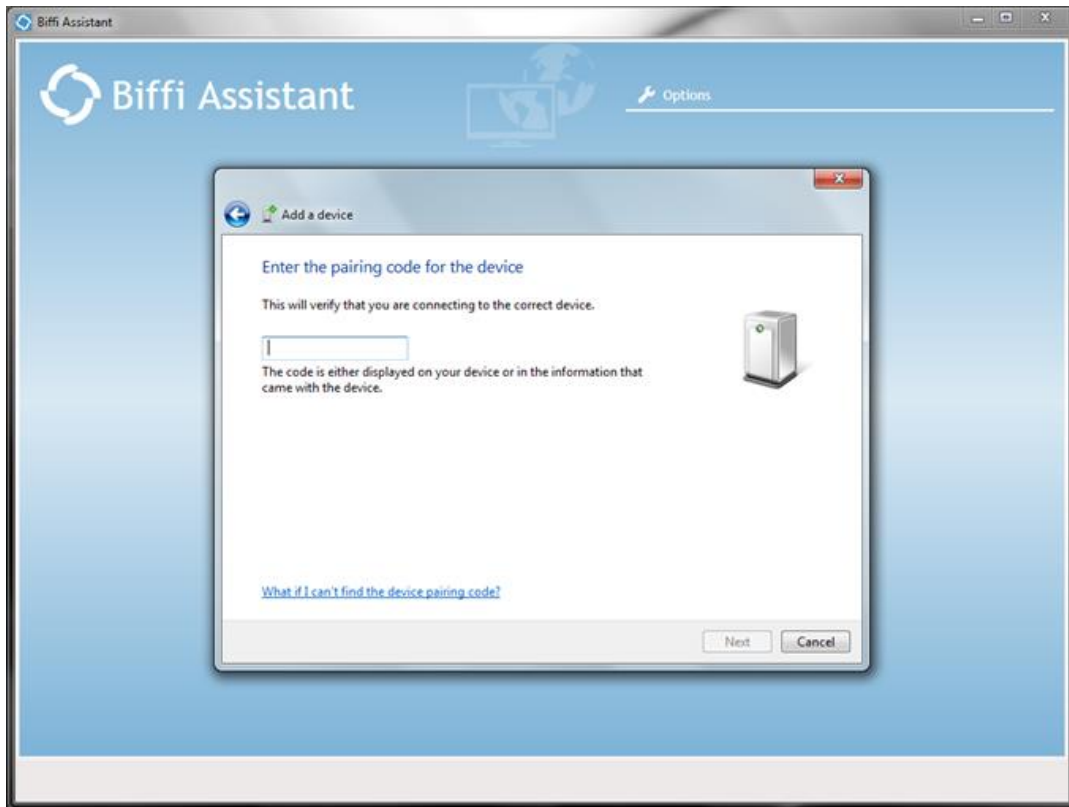 Biffi Assistant
Biffi Assistant
Options
Add a device
Enter the pairing code for the device
This will verify that you are connecting to the correct device.
The code is either displayed on your device or in the information that
came with the device.
What if I can't find the device pairing code?
Next
Cancel